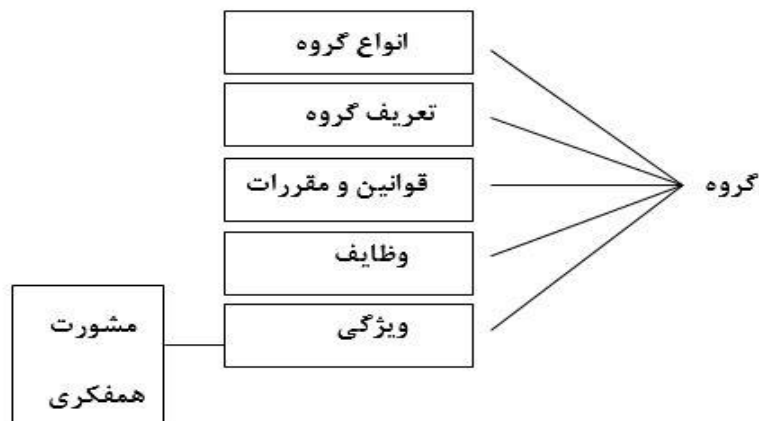 گروه
انواع گروه
تعریف گروه
قوانین و مقررات
وظایف
ویژگی
مشورت
همفکری